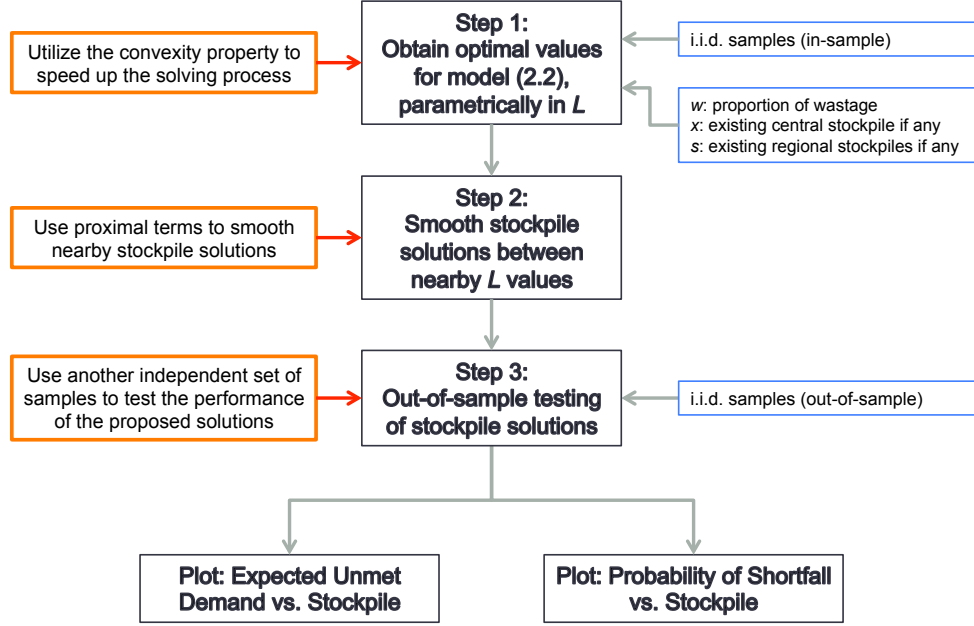 Step 1:
Obtain optimal values
for model (2.2),
parametrically in L
Utilize the convexity property to
speed up the solving process
i.i.d. samples (in-sample)
w: proportion of wastage
x: existing central stockpile if any
s: existing regional stockpiles if any
Step 2:
Smooth stockpile
solutions between
nearby L values
Use proximal terms to smooth
nearby stockpile solutions
Step 3:
Out-of-sample testing
of stockpile solutions
Use another independent set of
samples to test the performance
of the proposed solutions
i.i.d. samples (out-of-sample)
Plot: Expected Unmet
Demand vs. Stockpile
Plot: Probability of Shortfall
vs. Stockpile